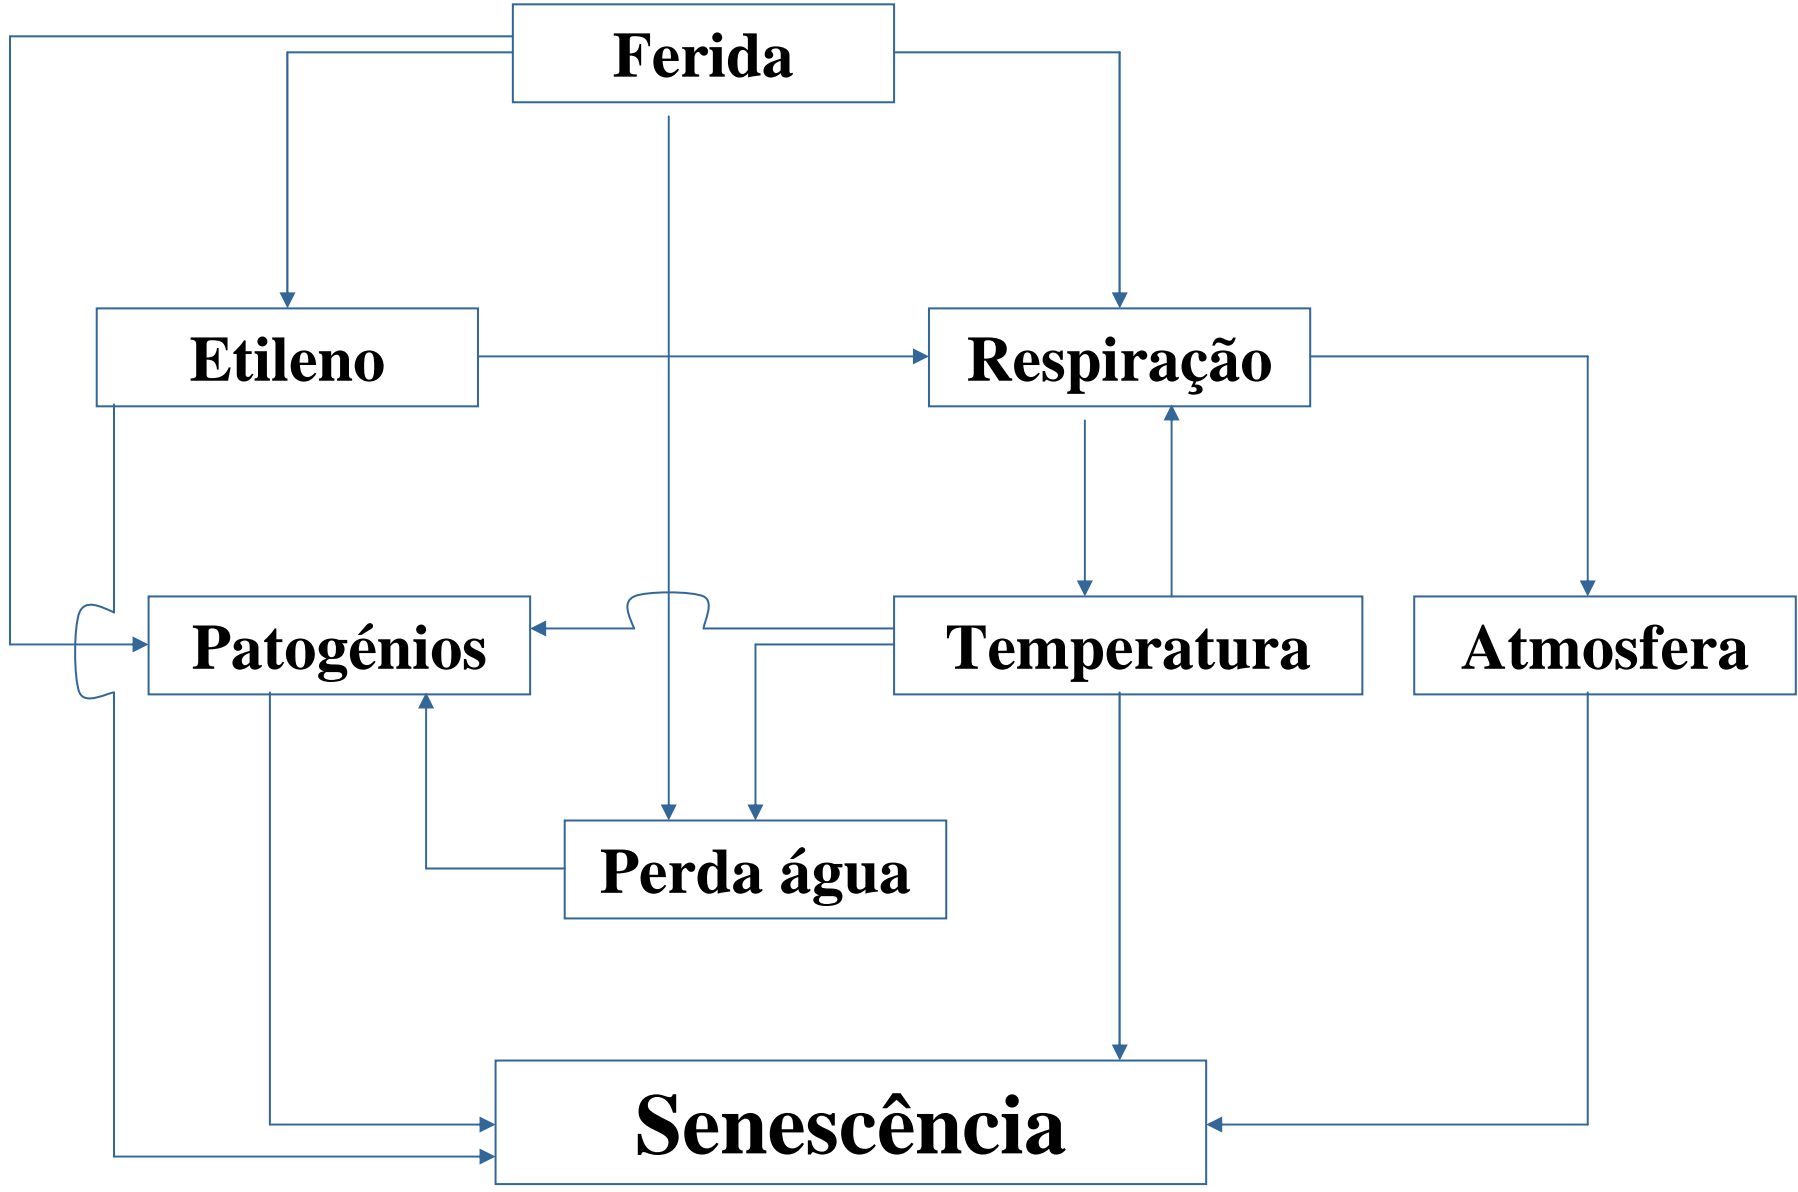 Ferida
Etileno
Respiração
Patogénios
Temperatura
Atmosfera
Perda água
Senescência